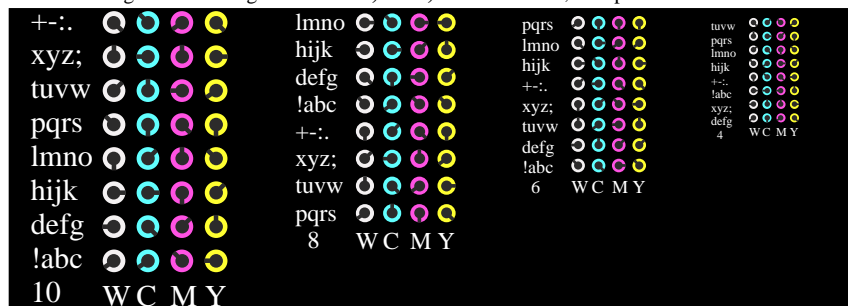 +-:.
xyz;
tuvw
pqrs
lmno
hijk
defg
!abc
10 W C M Y
lmno
hijk
defg
!abc
+-:.
xyz;
tuvw
pqrs
8 W C M Y
pqrs
lmno
hijk
+-:.
xyz;
tuvw
defg
!abc
6 W C M Y
tuvw
pqrs
lmno
hijk
+-:.
!abc
xyz;
defg
4 W C M Y